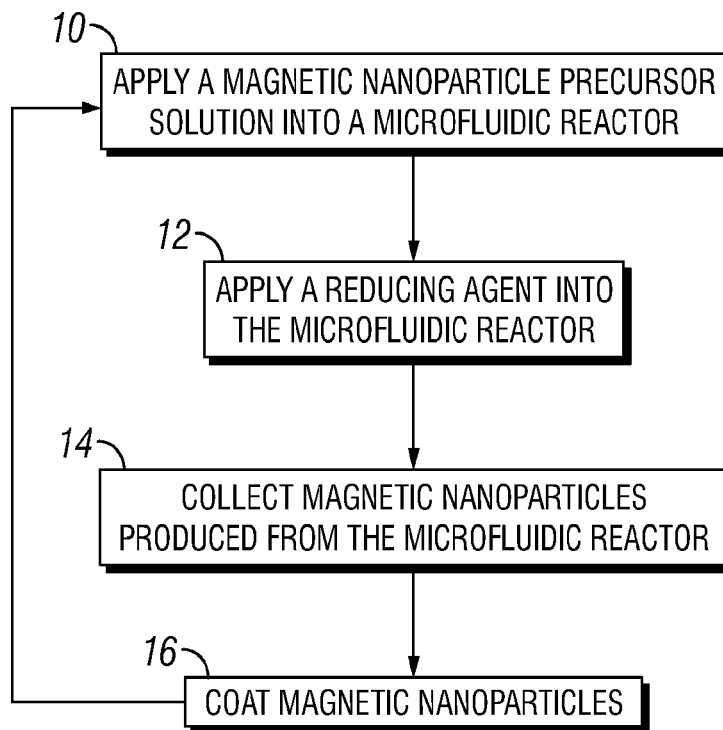 10
APPLY A MAGNETIC NANOPARTICLE PRECURSOR
SOLUTION INTO A MICROFLUIDIC REACTOR
12
APPLY A REDUCING AGENT INTO
THE MICROFLUIDIC REACTOR
14
COLLECT MAGNETIC NANOPARTICLES
PRODUCED FROM THE MICROFLUIDIC REACTOR
16
COAT MAGNETIC NANOPARTICLES